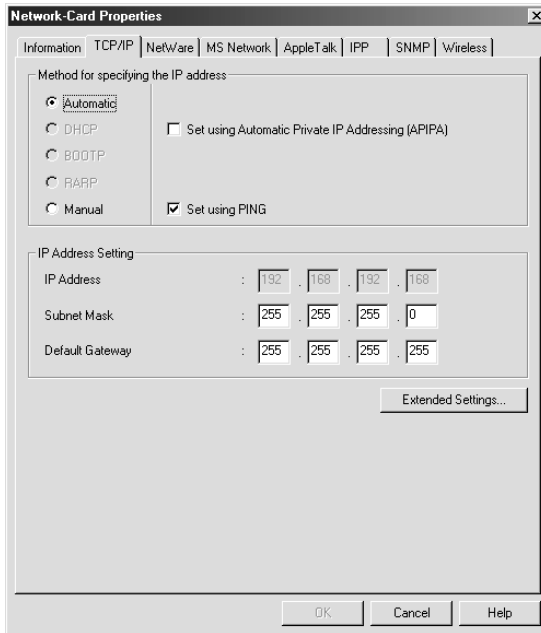 Network-Card Properties
Information TCP/IP NetWare MS Network AppleTalk IPP SNMP Wireless
Method for specifying the IP address
Automatic
DHCP Set using Automatic Private IP Addressing (APIPA)
BOOTP
RARP
Manual Set using PING
IP Address Setting
IP Address : 192 . 168 . 192 . 168
Subnet Mask : 255 . 255 . 255 . 0
Default Gateway : 255 . 255 . 255 . 255
Extended Settings...
OK Cancel Help